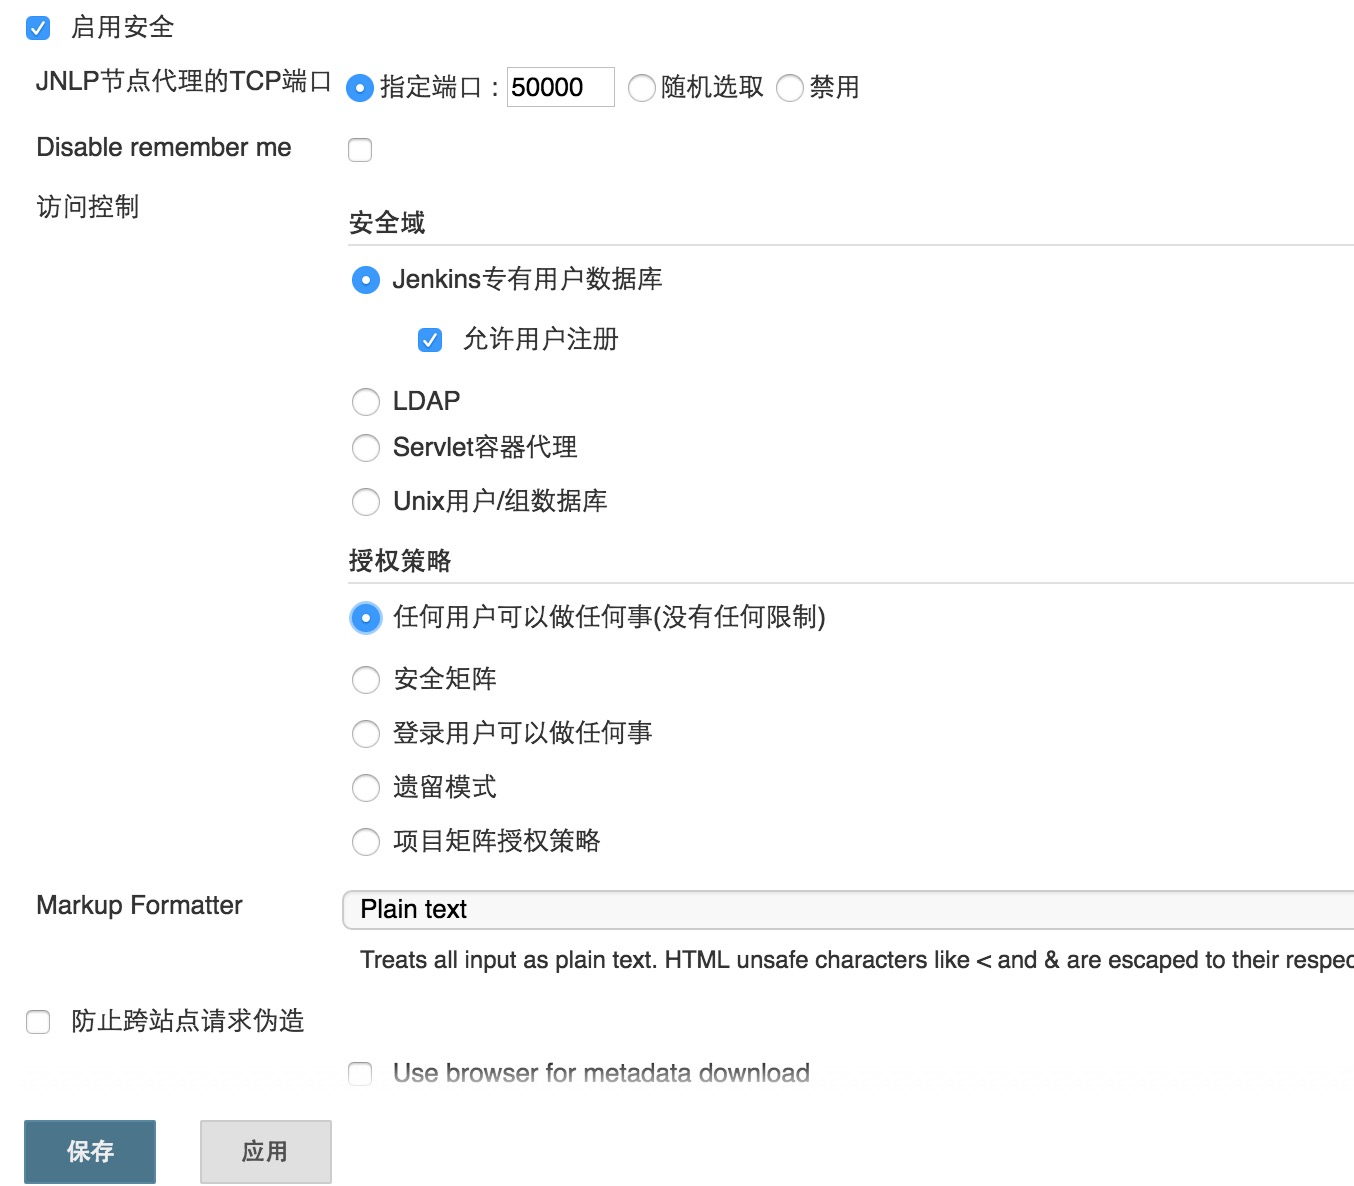 启用安全
JNLP节点代理的TCP端口 指定端口： 50000 随机选取 禁用
Disable remember me
访问控制
安全域
Jenkins专有用户数据库
允许用户注册
LDAP
Servlet容器代理
Unix用户/组数据库
授权策略
任何用户可以做任何事(没有任何限制)
安全矩阵
登录用户可以做任何事
遗留模式
项目矩阵授权策略
Markup Formatter Plain text
Treats all input as plain text. HTML unsafe characters like < and & are escaped to their respec
防止跨站点请求伪造
Use browser for metadata download
保存 应用